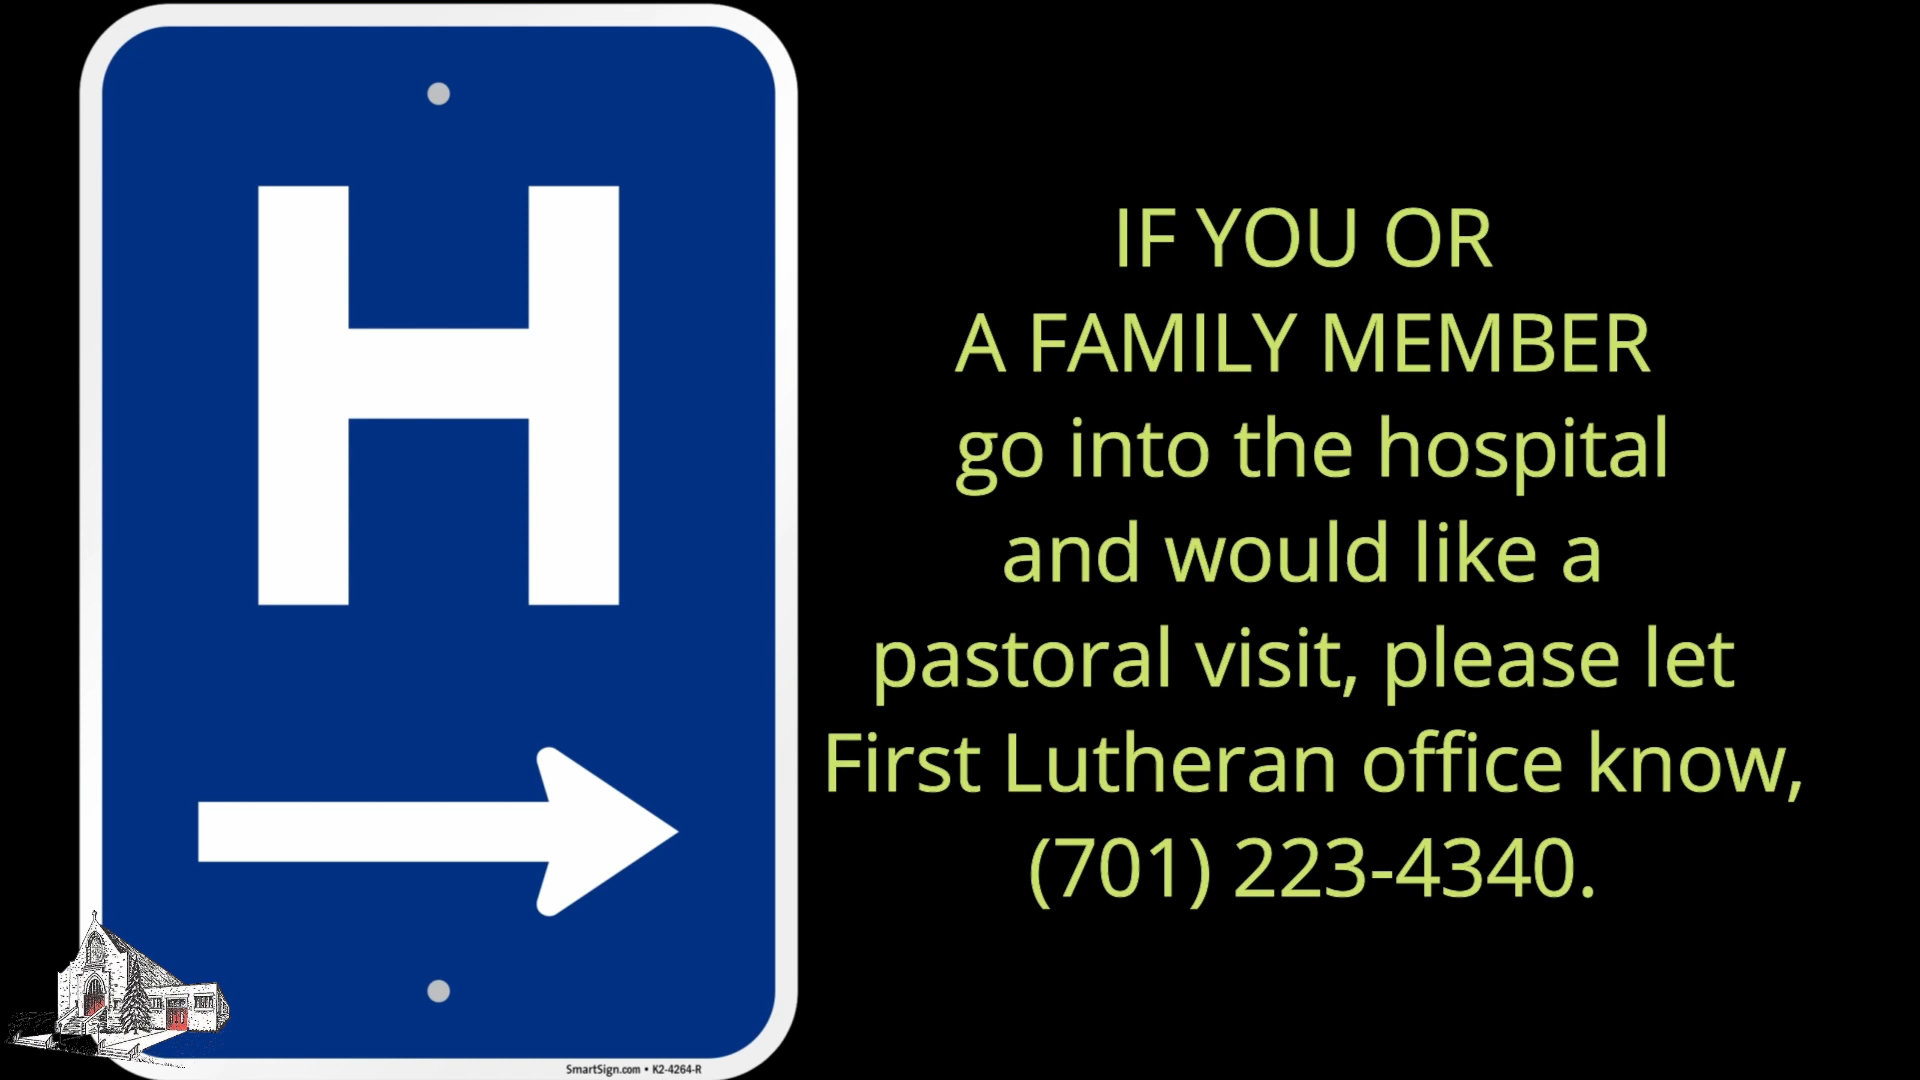 H
IF YOU OR
A FAMILY MEMBER
go into the hospital
and would like a
pastoral visit, please let
First Lutheran office know,
(701) 223-4340.
SmartSign.com • K2-4264-R